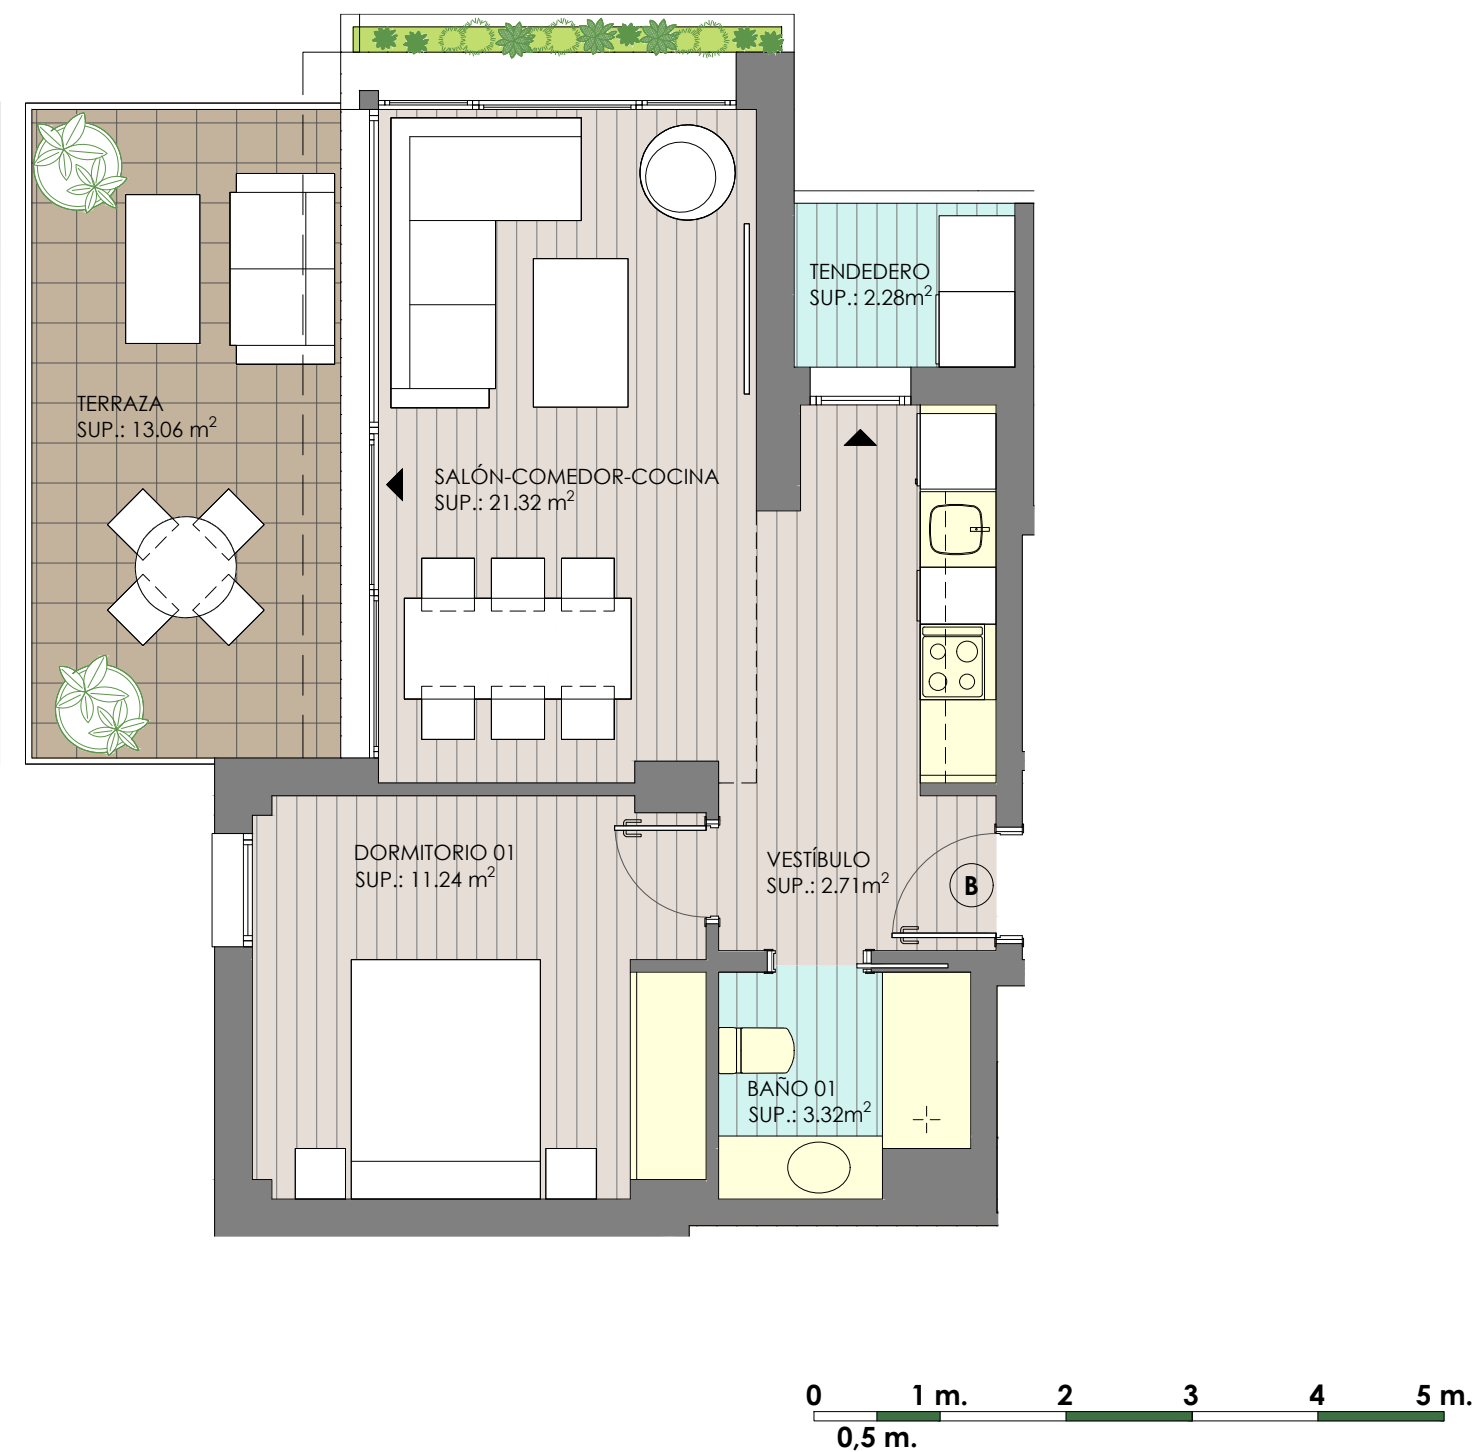 TENDEDERO
SUP.: 2.28m²
TERRAZA
SUP.: 13.06 m²
SALÓN-COMEDOR-COCINA
SUP.: 21.32 m²
DORMITORIO 01
SUP.: 11.24 m²
VESTÍBULO
SUP.: 2.71m²
B
BAÑO 01
SUP.: 3.32m²
0 1 m. 2 3 4 5 m.
0,5 m.